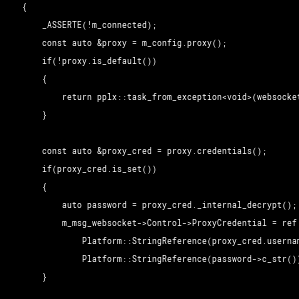 {
_ASSERTE(!m_connected);
const auto &proxy = m_config.proxy();
if(!proxy.is_default())
{
return pplx::task_from_exception<void>(websocket
}
const auto &proxy_cred = proxy.credentials();
if(proxy_cred.is_set())
{
auto password = proxy_cred._internal_decrypt();
m_msg_websocket->Control->ProxyCredential = ref
Platform::StringReference(proxy_cred.userna
Platform::StringReference(password->c_str())
}